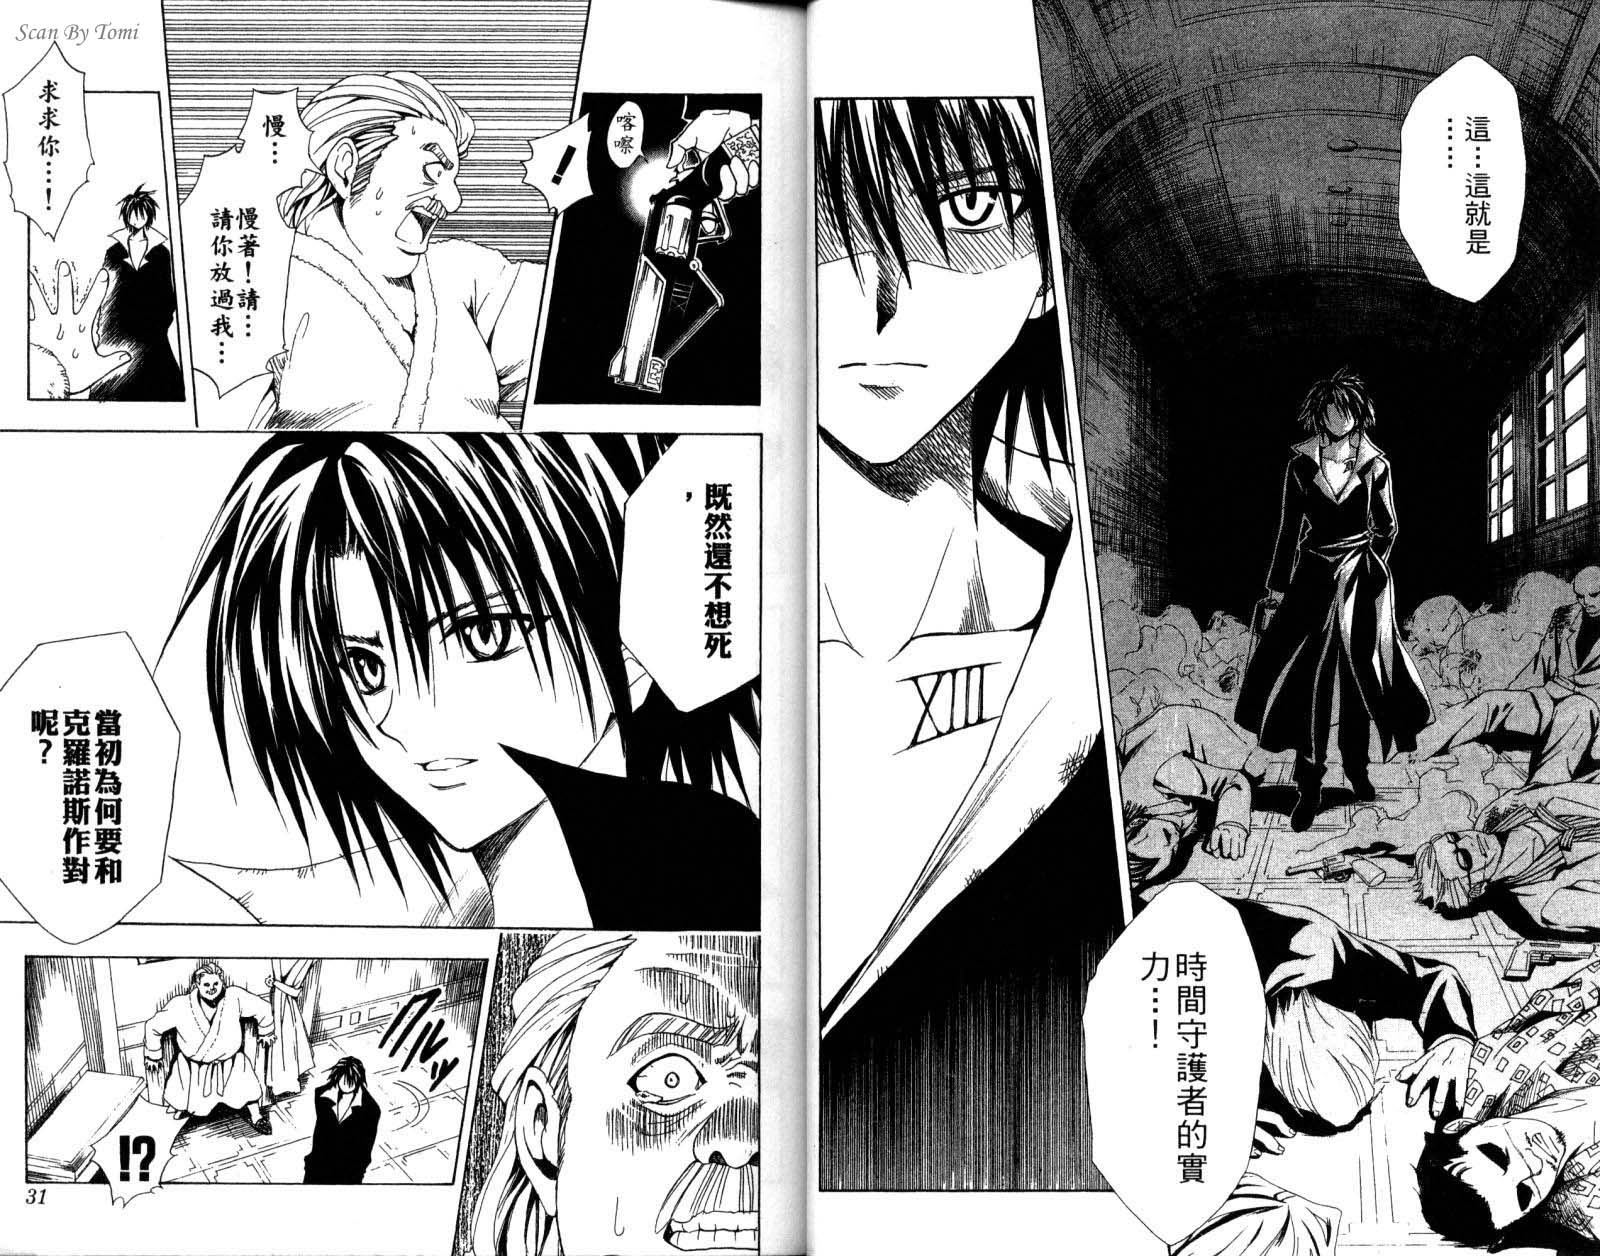 這…這就是
……
時間守護者的實
力…！
喀嚓
！
慢…
慢著！請…
請你放過我…
求求你…！
既然還不想死
，
當初為何要和
克羅諾斯作對
呢？
!?
クルッ
XIII
31
Scan By Tomi